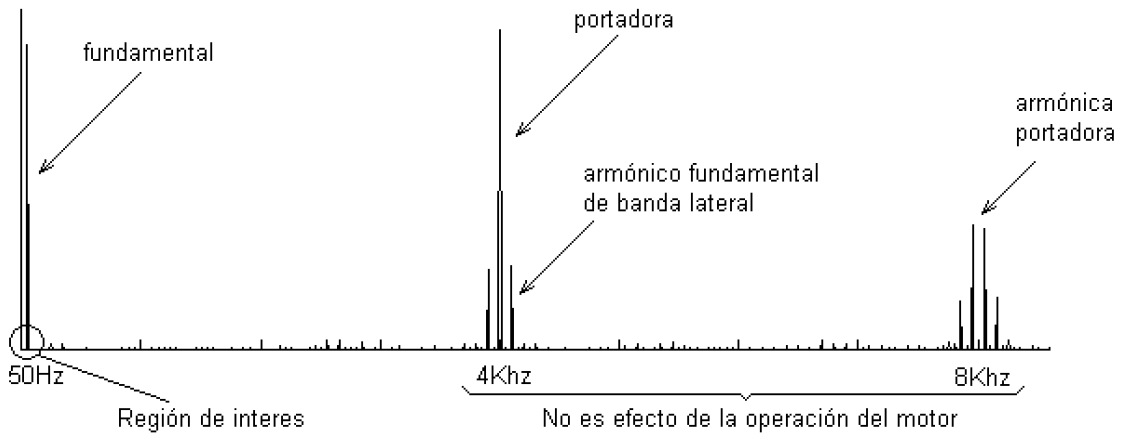 portadora
fundamental
armónica
portadora
armónico fundamental
de banda lateral
50Hz
4Khz
8Khz
Región de interes
No es efecto de la operación del motor